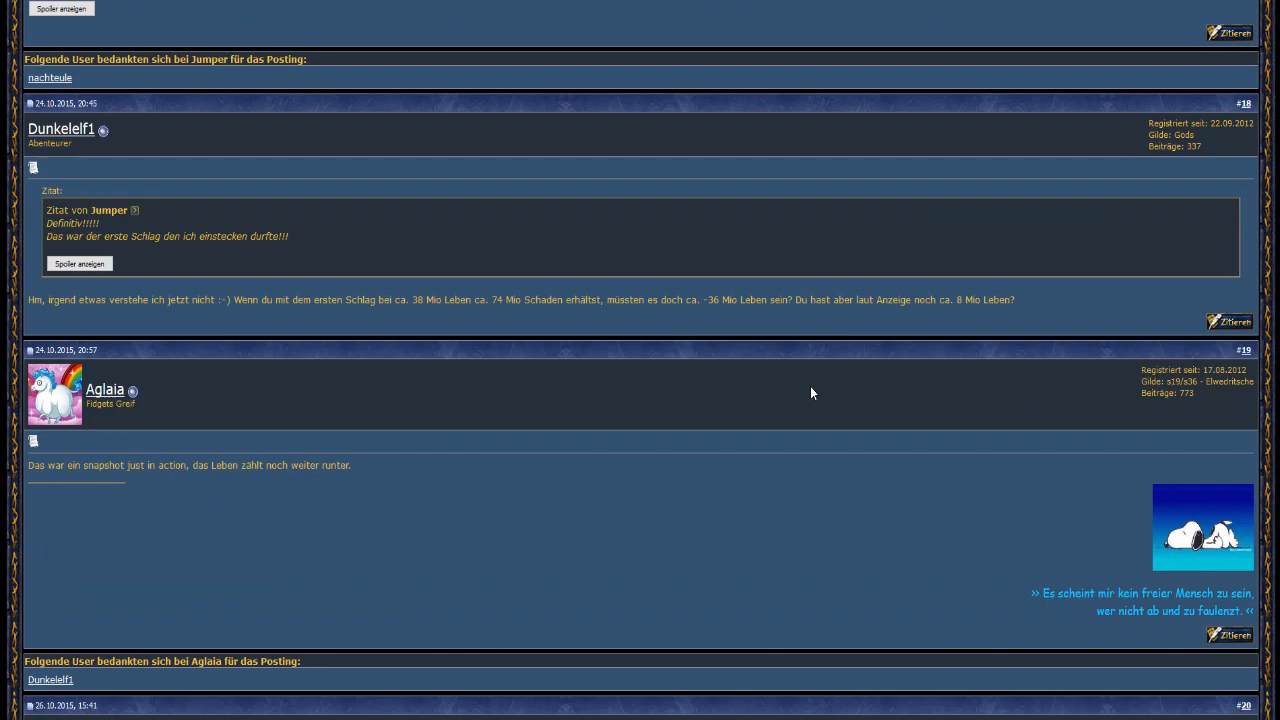 Spoiler anzeigen
Zitieren
Folgende User bedankten sich bei Jumper für das Posting:
nachteule
24.10.2015, 20:45
#18
Dunkelelf1
Abenteurer
Registriert seit: 22.09.2012
Gilde: Gods
Beiträge: 337
Zitat:
Zitat von Jumper
Definitiv!!!!!
Das war der erste Schlag den ich einstecken durfte!!!
Spoiler anzeigen
Hm, irgend etwas verstehe ich jetzt nicht :-) Wenn du mit dem ersten Schlag bei ca. 38 Mio Leben ca. 74 Mio Schaden erhältst, müssten es doch ca. -36 Mio Leben sein? Du hast aber laut Anzeige noch ca. 8 Mio Leben?
Zitieren
24.10.2015, 20:57
#19
Aglaia
Fidgets Greif
Registriert seit: 17.08.2012
Gilde: s19/s36 - Elwedritsche
Beiträge: 773
Das war ein snapshot just in action, das Leben zählt noch weiter runter.
>> Es scheint mir kein freier Mensch zu sein,
wer nicht ab und zu faulenzt. <<
Zitieren
Folgende User bedankten sich bei Aglaia für das Posting:
Dunkelelf1
26.10.2015, 15:41
#20